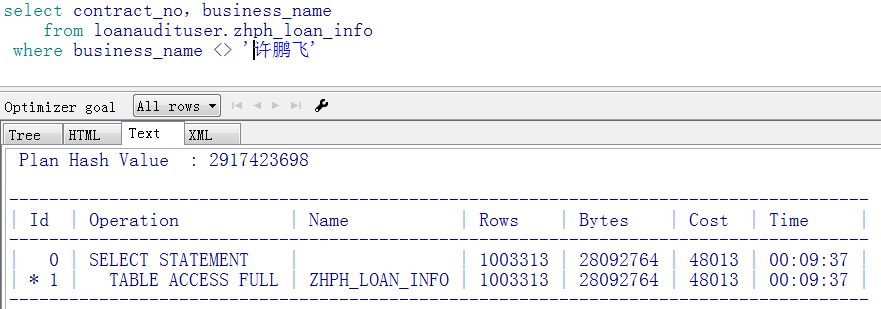 select contract_no, business_name
from loanaudituser.zhph_loan_info
where business_name <> '许鹏飞'
Optimizer goal All rows
Tree HTML Text XML
Plan Hash Value : 2917423698
---------------------------------------------------------------------------------------
| Id | Operation | Name | Rows | Bytes | Cost | Time |
---------------------------------------------------------------------------------------
| 0 | SELECT STATEMENT | | 1003313 | 28092764 | 48013 | 00:09:37 |
| * 1 | TABLE ACCESS FULL | ZHPH_LOAN_INFO | 1003313 | 28092764 | 48013 | 00:09:37 |
---------------------------------------------------------------------------------------